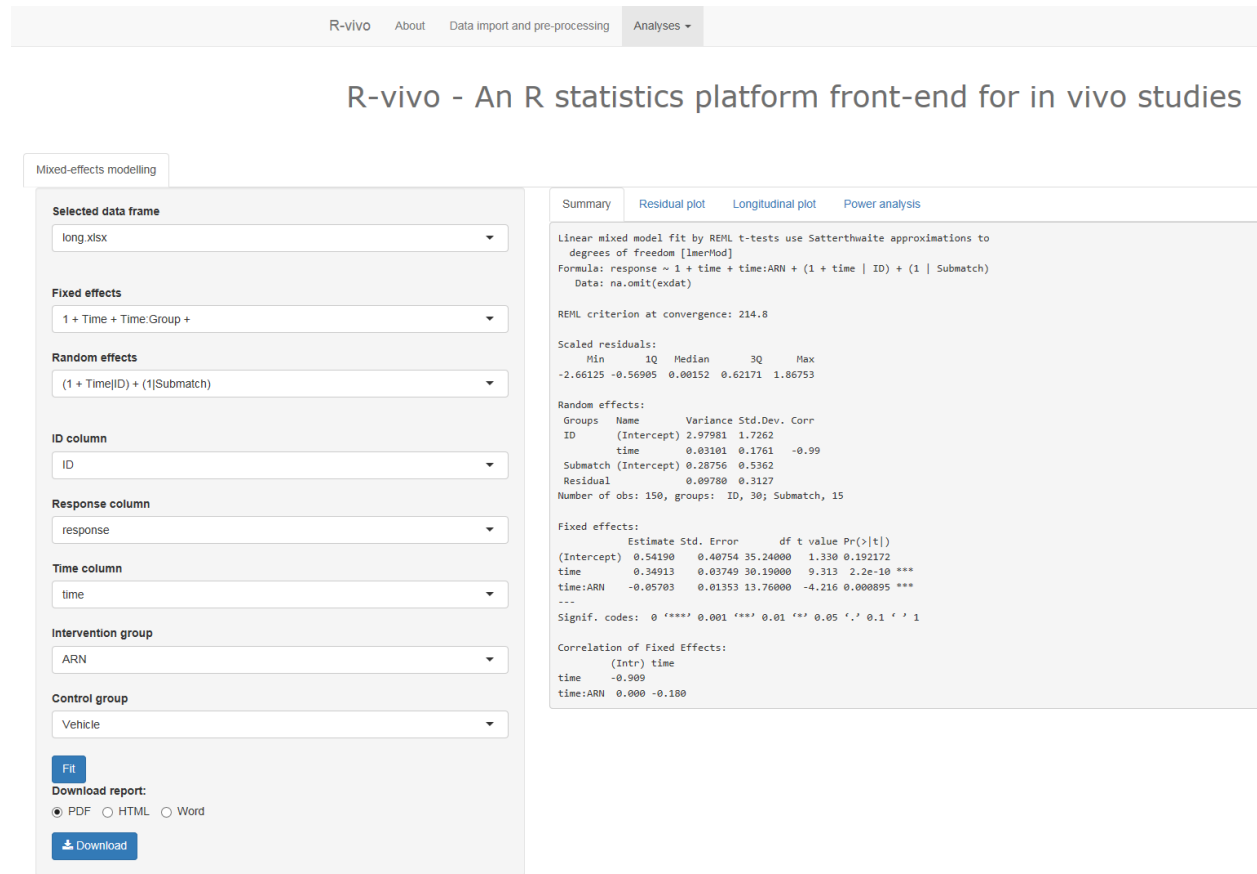 R-vivo About Data import and pre-processing Analyses
R-vivo - An R statistics platform front-end for in vivo studies
Mixed-effects modelling
Selected data frame
long.xlsx
Fixed effects
1 + Time + Time:Group +
Random effects
(1 + Time|ID) + (1|Submatch)
ID column
ID
Response column
response
Time column
time
Intervention group
ARN
Control group
Vehicle
Fit
Download report:
PDF HTML Word
Download
Summary Residual plot Longitudinal plot Power analysis
Linear mixed model fit by REML t-tests use Satterthwaite approximations to
degrees of freedom [lmerMod]
Formula: response ~ 1 + time + time:ARN + (1 + time | ID) + (1 | Submatch)
Data: na.omit(exdat)
REML criterion at convergence: 214.8
Scaled residuals:
Min 1Q Median 3Q Max
-2.66125 -0.56905 0.00152 0.62171 1.86753
Random effects:
Groups Name Variance Std.Dev. Corr
ID (Intercept) 2.97981 1.7262
time 0.03101 0.1761 -0.99
Submatch (Intercept) 0.28756 0.5362
Residual 0.09780 0.3127
Number of obs: 150, groups: ID, 30; Submatch, 15
Fixed effects:
Estimate Std. Error df t value Pr(>|t|)
(Intercept) 0.54190 0.40754 35.24000 1.330 0.192172
time 0.34913 0.03749 30.19000 9.313 2.2e-10 ***
time:ARN -0.05703 0.01353 13.76000 -4.216 0.000895 ***
---
Signif. codes: 0 ‘***’ 0.001 ‘**’ 0.01 ‘*’ 0.05 ‘.’ 0.1 ‘ ’ 1
Correlation of Fixed Effects:
(Intr) time
time -0.909
time:ARN 0.000 -0.180